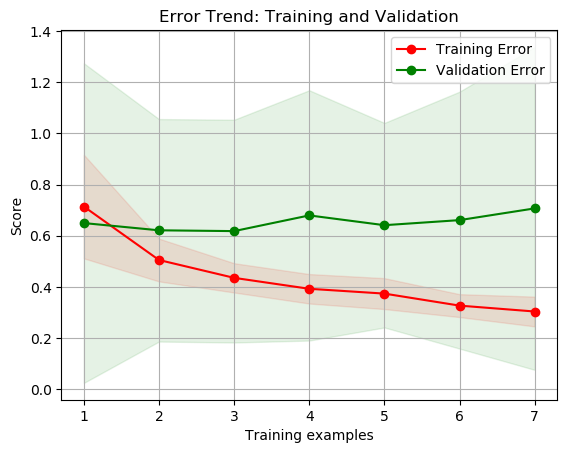 Error Trend: Training and Validation
1.4
1.2
1.0
0.8
0.6
0.4
0.2
0.0
Score
Training Error
Validation Error
1 2 3 4 5 6 7
Training examples